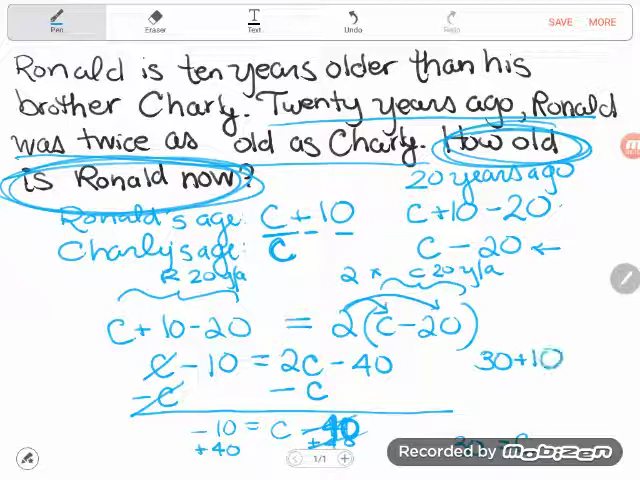 Pen
Eraser
Text
Undo
Redo
SAVE
MORE
Ronald is ten years older than his
brother Charly. Twenty years ago, Ronald
was twice as old as Charly. How old
is Ronald now?
20 years ago
Ronald's age: C + 10
C+10-20
Charly's age: C
C - 20 ←
R 20 y/a
2 × C 20 y/a
C + 10 - 20 = 2(C - 20)
C - 10 = 2C - 40
30+10
- C - C
- 10 = C - 40
+40
RECORDED WITH
mobizen
1/1